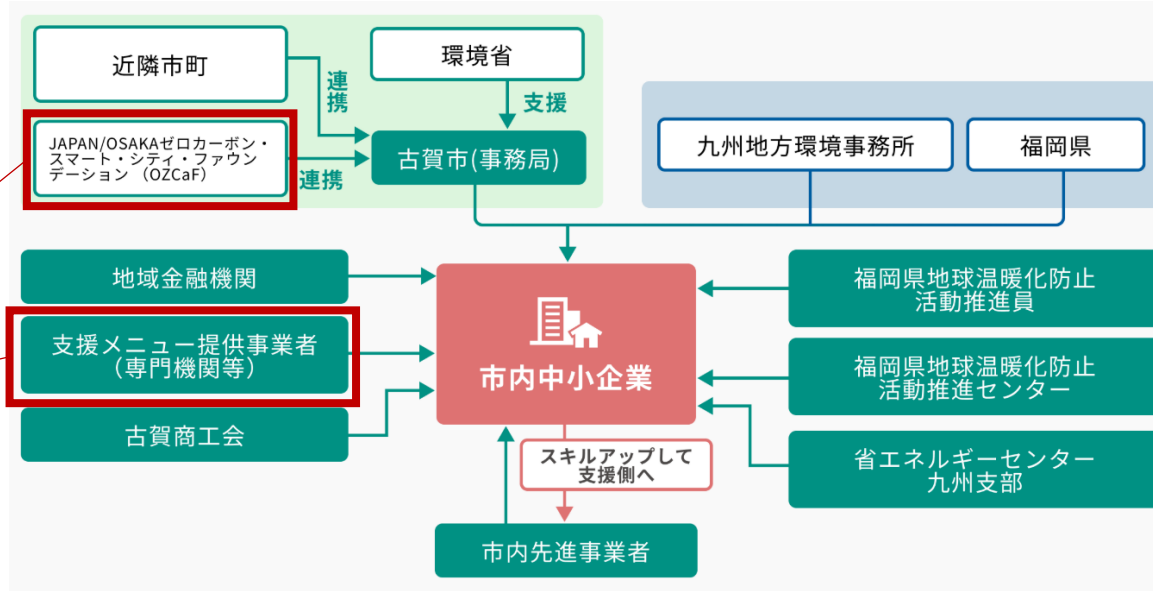 近隣市町
環境省
連携
支援
JAPAN/OSAKAゼロカーボン・
スマート・シティ・ファウン
デーション （OZCaF）
連携
古賀市(事務局)
九州地方環境事務所
福岡県
地域金融機関
支援メニュー提供事業者
（専門機関等）
古賀商工会
市内中小企業
福岡県地球温暖化防止
活動推進員
福岡県地球温暖化防止
活動推進センター
省エネルギーセンター
九州支部
スキルアップして
支援側へ
市内先進事業者